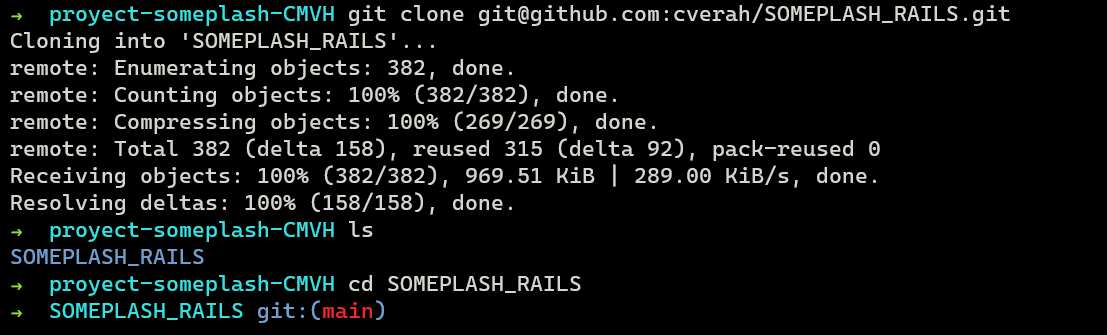 → proyect-someplash-CMVH git clone git@github.com:cverah/SOMEPLASH_RAILS.git
Cloning into 'SOMEPLASH_RAILS'...
remote: Enumerating objects: 382, done.
remote: Counting objects: 100% (382/382), done.
remote: Compressing objects: 100% (269/269), done.
remote: Total 382 (delta 158), reused 315 (delta 92), pack-reused 0
Receiving objects: 100% (382/382), 969.51 KiB | 289.00 KiB/s, done.
Resolving deltas: 100% (158/158), done.
→ proyect-someplash-CMVH ls
SOMEPLASH_RAILS
→ proyect-someplash-CMVH cd SOMEPLASH_RAILS
→ SOMEPLASH_RAILS git:(main)